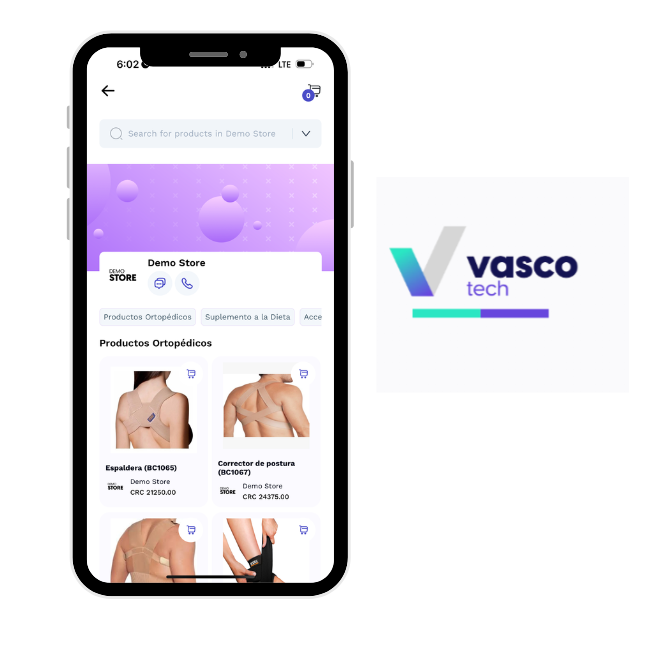 6:02
LTE
0
Search for products in Demo Store
DEMO
STORE
Demo Store
Productos Ortopédicos
Suplemento a la Dieta
Acce
Productos Ortopédicos
Espaldera (BC1065)
DEMO
STORE
Demo Store
CRC 21250.00
Corrector de postura
(BC1067)
DEMO
STORE
Demo Store
CRC 24375.00
vasco
tech